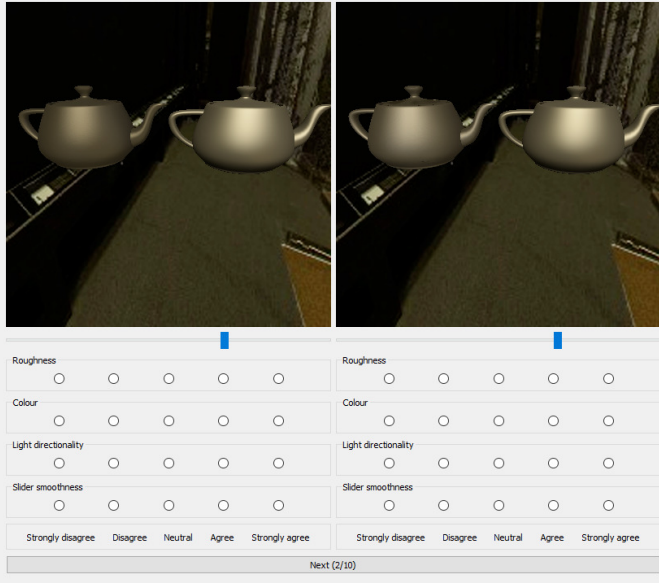 Roughness Roughness
Colour Colour
Light directionality Light directionality
Slider smoothness Slider smoothness
Strongly disagree Disagree Neutral Agree Strongly agree Strongly disagree Disagree Neutral Agree Strongly agree
Next (2/10)